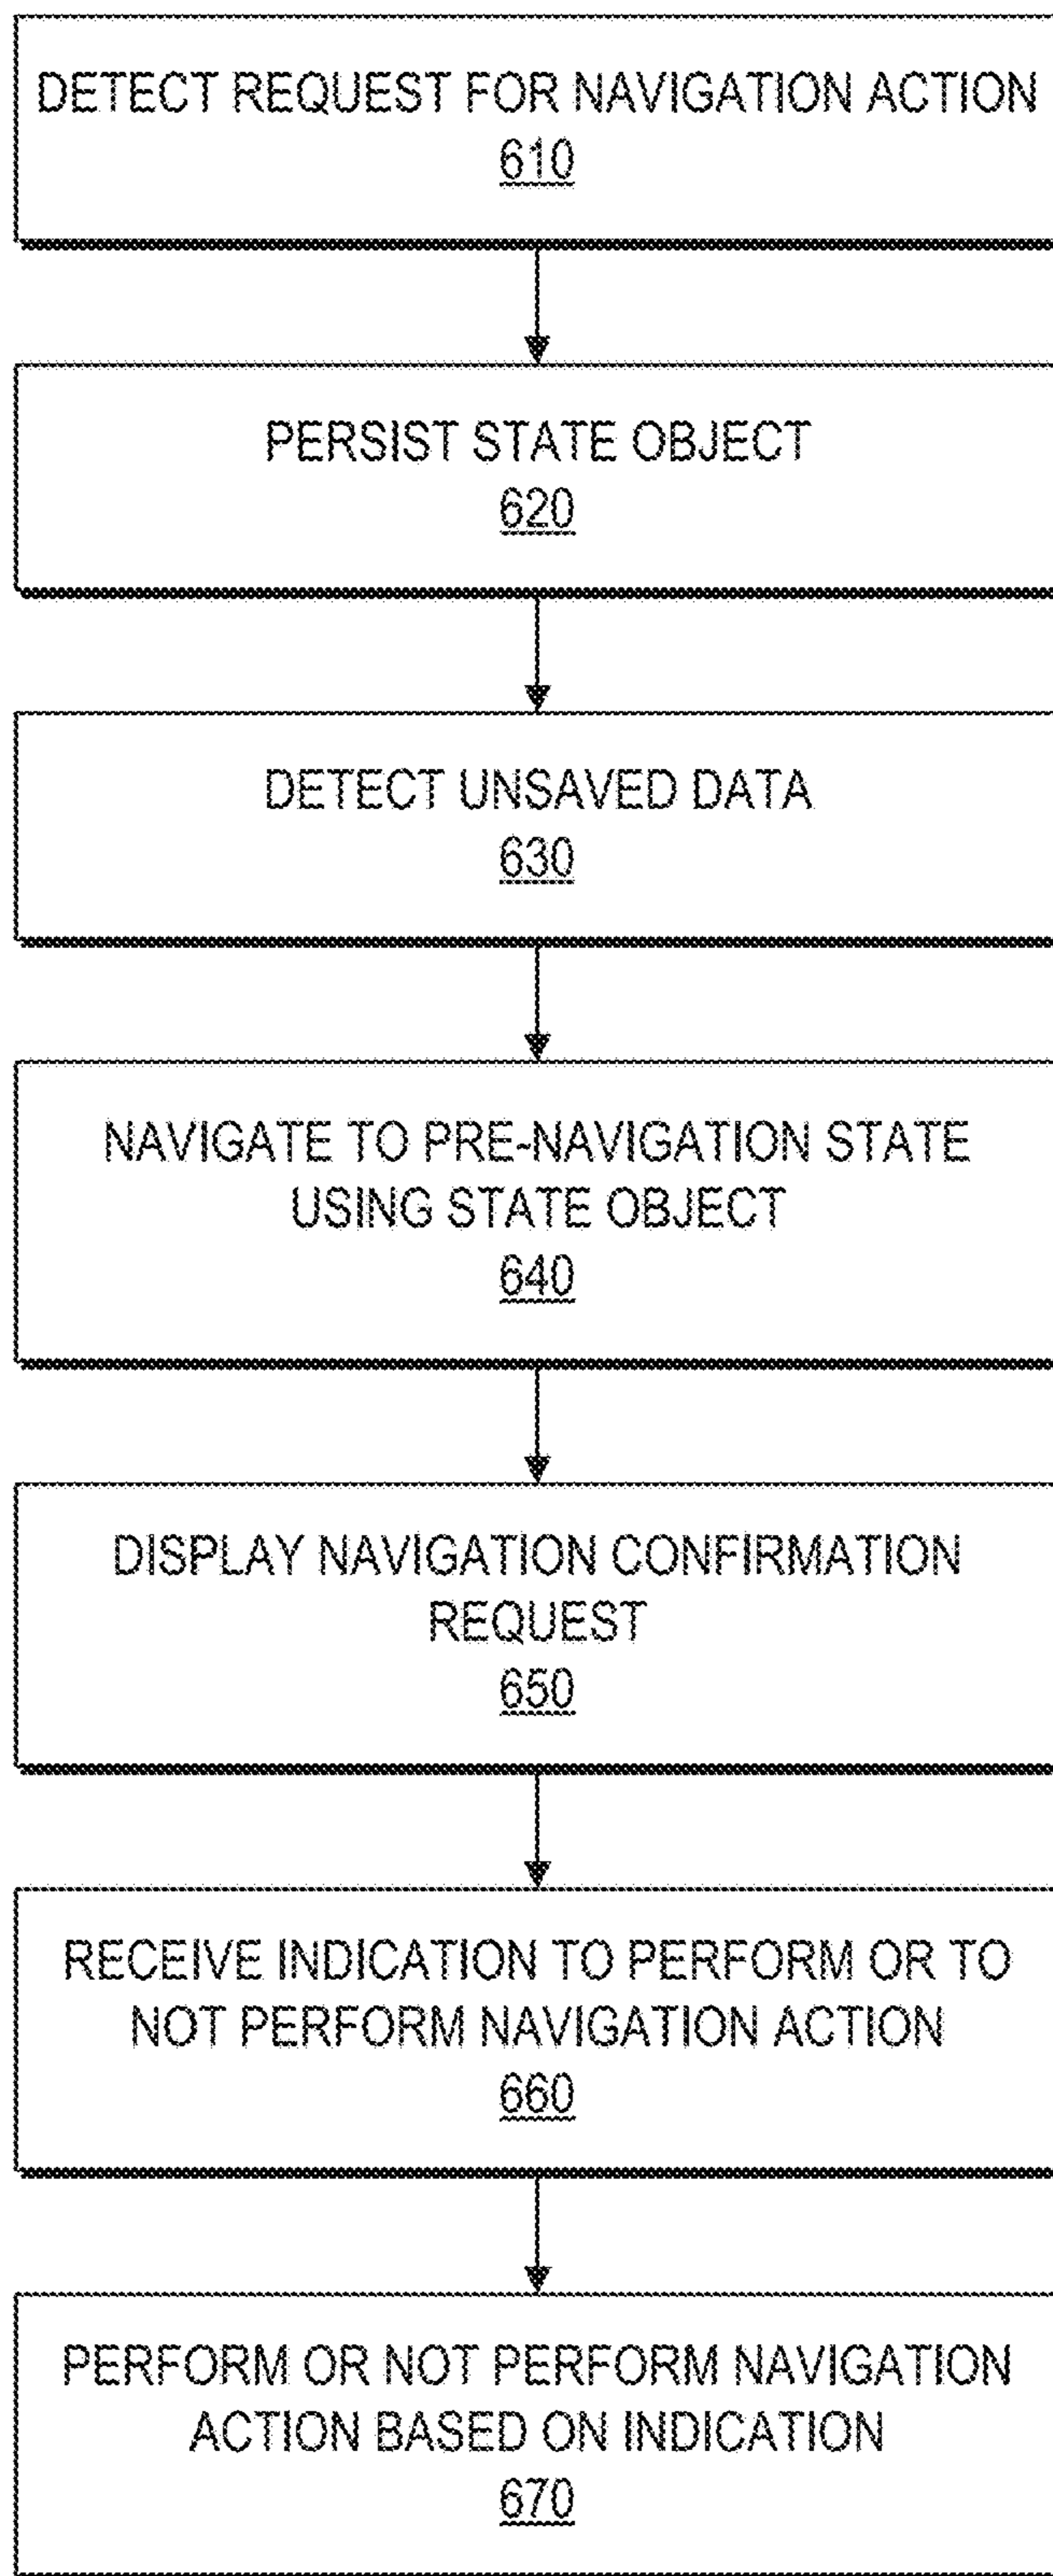 DETECT REQUEST FOR NAVIGATION ACTION
610
PERSIST STATE OBJECT
620
DETECT UNSAVED DATA
630
NAVIGATE TO PRE-NAVIGATION STATE
USING STATE OBJECT
640
DISPLAY NAVIGATION CONFIRMATION
REQUEST
650
RECEIVE INDICATION TO PERFORM OR TO
NOT PERFORM NAVIGATION ACTION
660
PERFORM OR NOT PERFORM NAVIGATION
ACTION BASED ON INDICATION
670